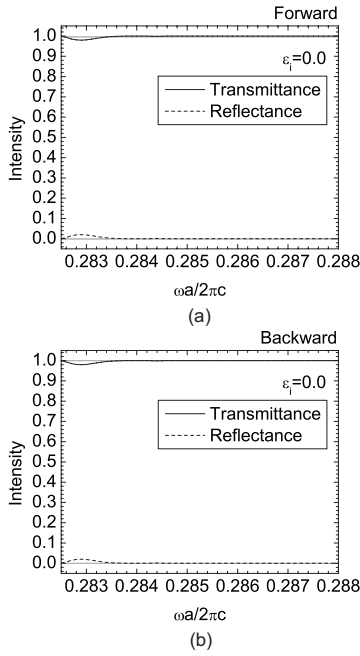 Forward
εi=0.0
Transmittance
Reflectance
Intensity
1.0
0.9
0.8
0.7
0.6
0.5
0.4
0.3
0.2
0.1
0.0
0.283 0.284 0.285 0.286 0.287 0.288
ωa/2πc
(a)
Backward
εi=0.0
Transmittance
Reflectance
Intensity
1.0
0.9
0.8
0.7
0.6
0.5
0.4
0.3
0.2
0.1
0.0
0.283 0.284 0.285 0.286 0.287 0.288
ωa/2πc
(b)